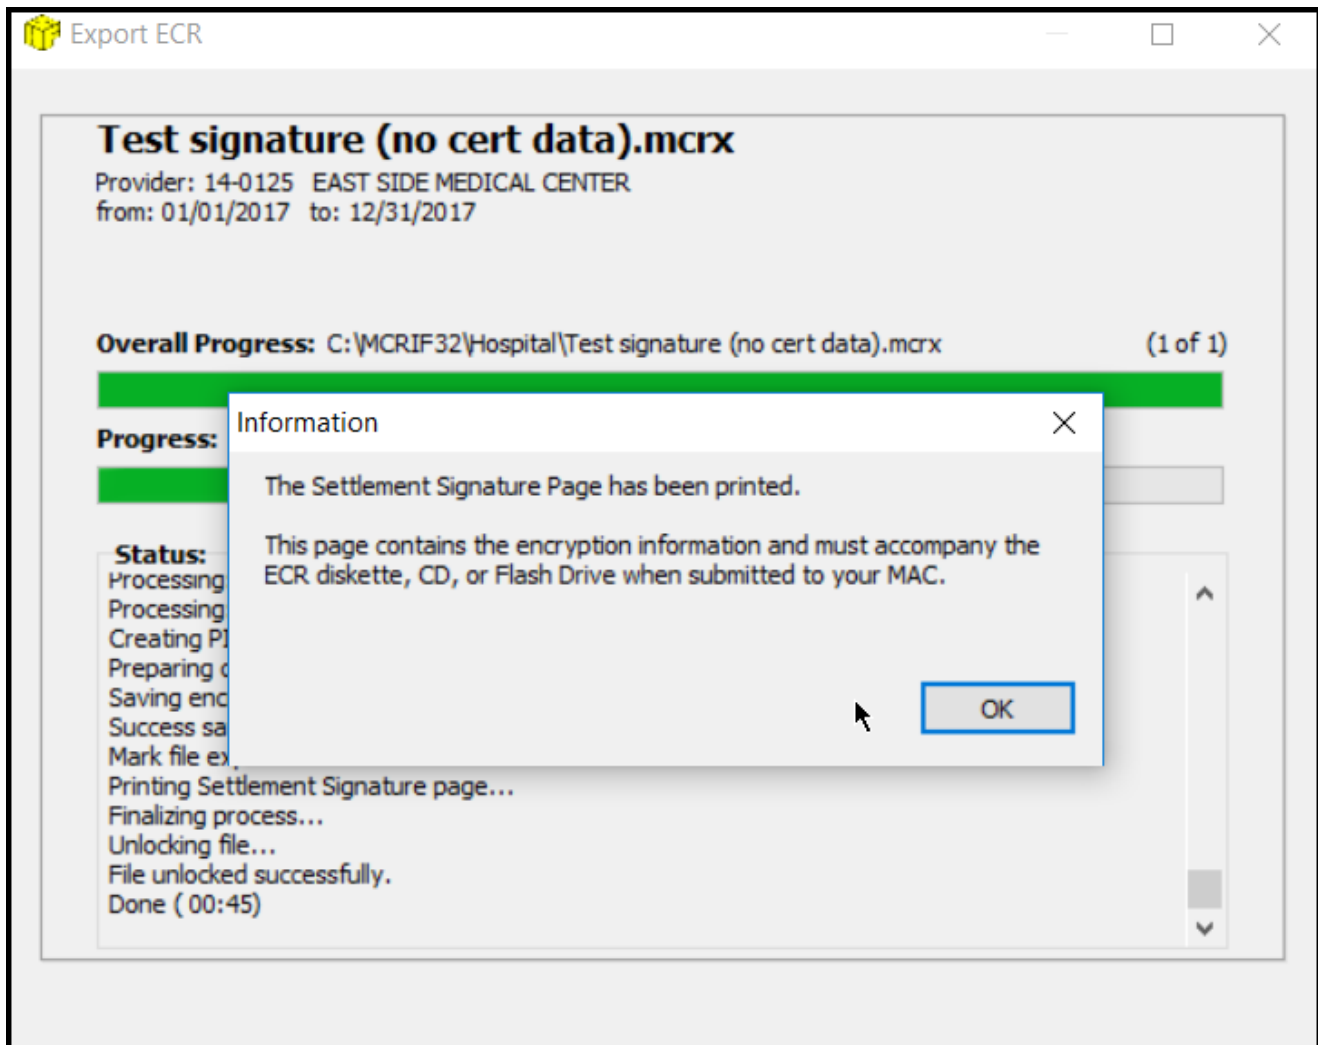 Export ECR
Test signature (no cert data).mcrx
Provider: 14-0125 EAST SIDE MEDICAL CENTER
from: 01/01/2017 to: 12/31/2017
Overall Progress: C:\MCRIF32\Hospital\Test signature (no cert data).mcrx (1 of 1)
Information
Progress:
The Settlement Signature Page has been printed.
This page contains the encryption information and must accompany the
ECR diskette, CD, or Flash Drive when submitted to your MAC.
OK
Status:
Processing
Processing
Creating
Preparing
Saving
Success
Mark file
Printing Settlement Signature page...
Finalizing process...
Unlocking file...
File unlocked successfully.
Done ( 00:45)